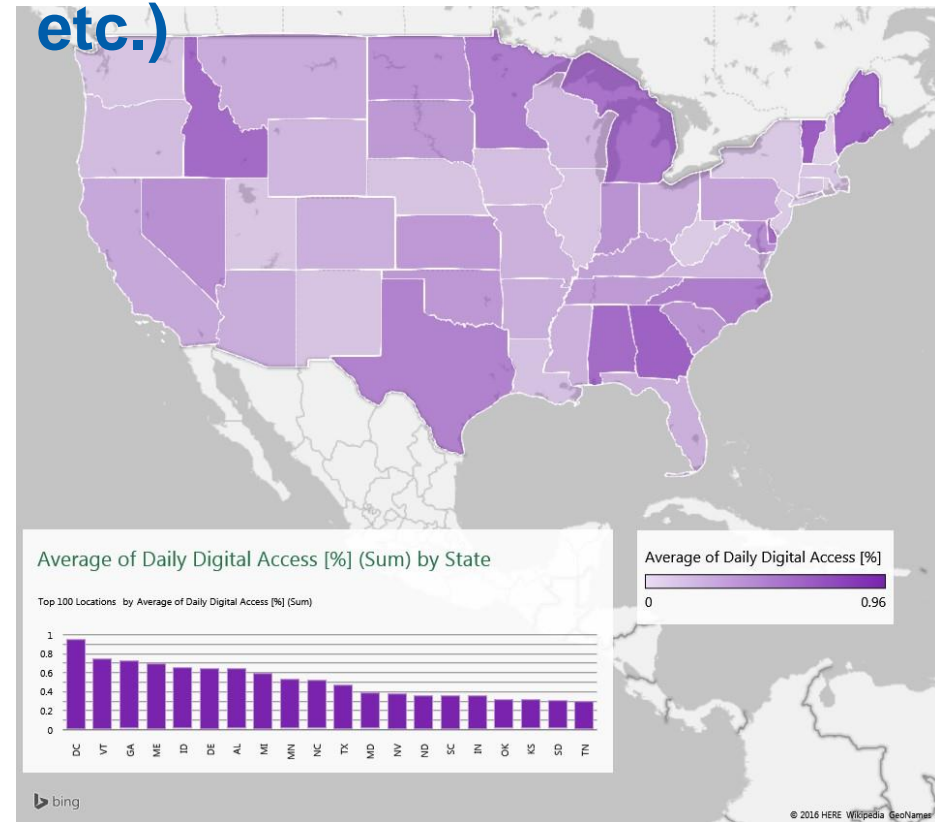 etc.)
Average of Daily Digital Access [%] (Sum) by State
Top 100 Locations by Average of Daily Digital Access [%] (Sum)
1
0.8
0.6
0.4
0.2
0
DC VT GA ME ID DE AL MI MN NC TX MD NV ND SC IN OK KS SD TN
Average of Daily Digital Access [%]
0 0.96
bing
© 2016 HERE Wikipedia GeoNames